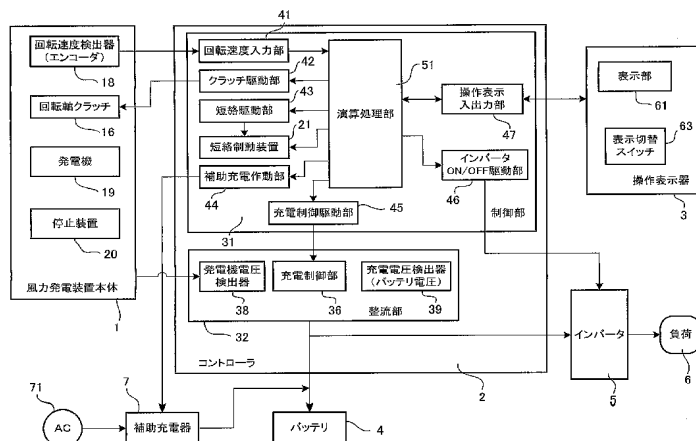 回転速度検出器
(エンコーダ)
18
回転軸クラッチ
16
発電機
19
停止装置
20
風力発電装置本体
1
41
回転速度入力部
42
クラッチ駆動部
43
短絡駆動部
21
短絡制動装置
補助充電作動部
44
演算処理部
51
操作表示
入出力部
47
インバータ
ON/OFF駆動部
46
制御部
充電制御駆動部
45
31
発電機電圧
検出器
38
充電制御部
36
充電電圧検出器
(バッテリ電圧)
39
整流部
32
コントローラ
2
表示部
61
表示切替
スイッチ
63
操作表示器
3
インバータ
5
負荷
6
71
AC
7
補助充電器
バッテリ
4